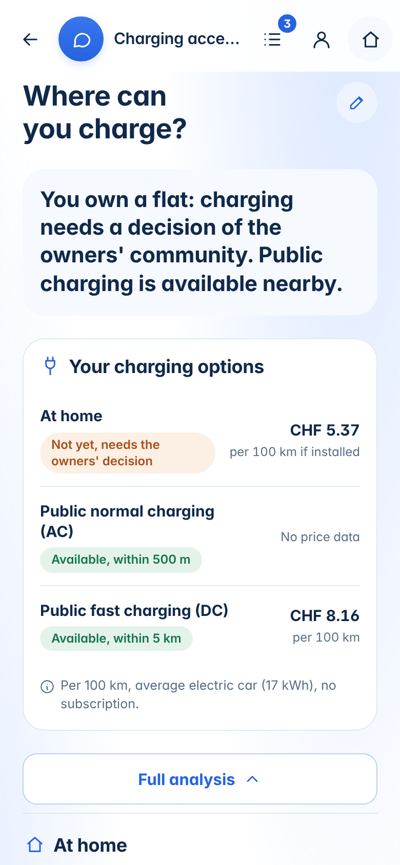 Charging acce...
3
Where can
you charge?
You own a flat: charging
needs a decision of the
owners' community. Public
charging is available nearby.
Your charging options
At home
Not yet, needs the
owners' decision
CHF 5.37
per 100 km if installed
Public normal charging
(AC)
Available, within 500 m
No price data
Public fast charging (DC)
Available, within 5 km
CHF 8.16
per 100 km
Per 100 km, average electric car (17 kWh), no
subscription.
Full analysis
At home